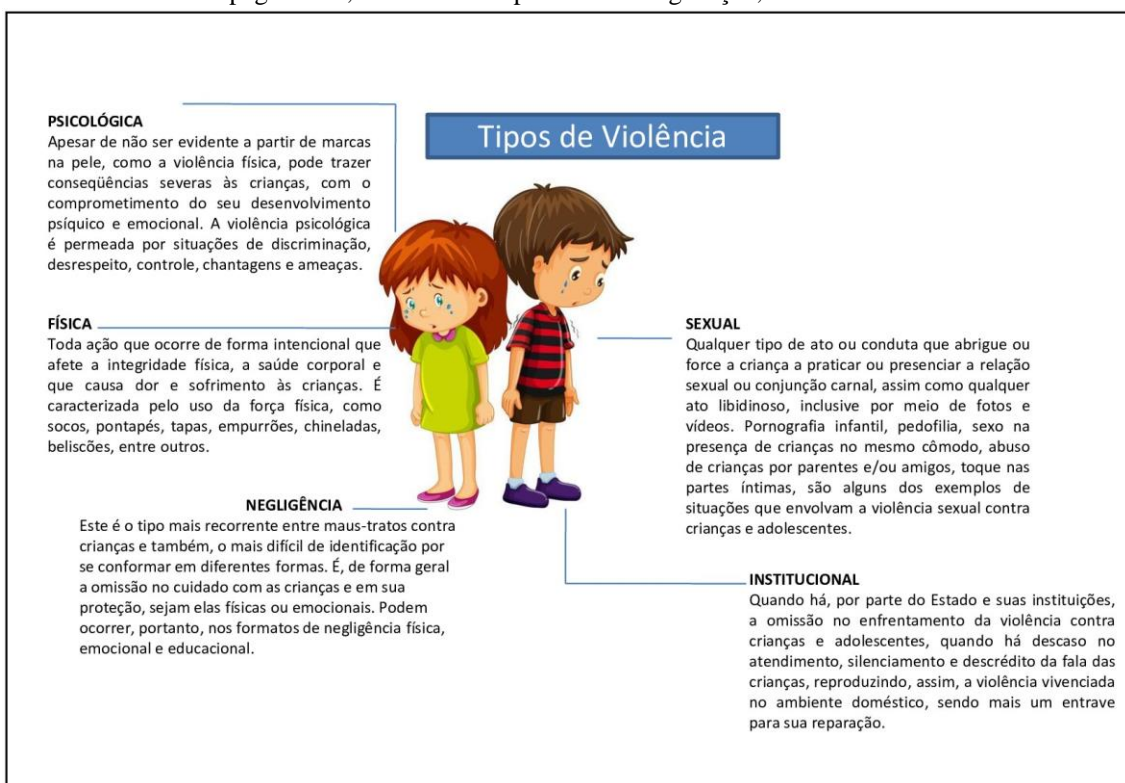 Tipos de Violência
PSICOLÓGICA
Apesar de não ser evidente a partir de marcas
na pele, como a violência física, pode trazer
conseqüências severas às crianças, com o
comprometimento do seu desenvolvimento
psíquico e emocional. A violência psicológica
é permeada por situações de discriminação,
desrespeito, controle, chantagens e ameaças.
FÍSICA
Toda ação que ocorre de forma intencional que
afete a integridade física, a saúde corporal e
que causa dor e sofrimento às crianças. É
caracterizada pelo uso da força física, como
socos, pontapés, tapas, empurrões, chineladas,
beliscões, entre outros.
NEGLIGÊNCIA
Este é o tipo mais recorrente entre maus-tratos contra
crianças e também, o mais difícil de identificação por
se conformar em diferentes formas. É, de forma geral
a omissão no cuidado com as crianças e em sua
proteção, sejam elas físicas ou emocionais. Podem
ocorrer, portanto, nos formatos de negligência física,
emocional e educacional.
SEXUAL
Qualquer tipo de ato ou conduta que abrigue ou
force a criança a praticar ou presenciar a relação
sexual ou conjunção carnal, assim como qualquer
ato libidinoso, inclusive por meio de fotos e
vídeos. Pornografia infantil, pedofilia, sexo na
presença de crianças no mesmo cômodo, abuso
de crianças por parentes e/ou amigos, toque nas
partes íntimas, são alguns dos exemplos de
situações que envolvam a violência sexual contra
crianças e adolescentes.
INSTITUCIONAL
Quando há, por parte do Estado e suas instituições,
a omissão no enfrentamento da violência contra
crianças e adolescentes, quando há descaso no
atendimento, silenciamento e descrédito da fala das
crianças, reproduzindo, assim, a violência vivenciada
no ambiente doméstico, sendo mais um entrave
para sua reparação.